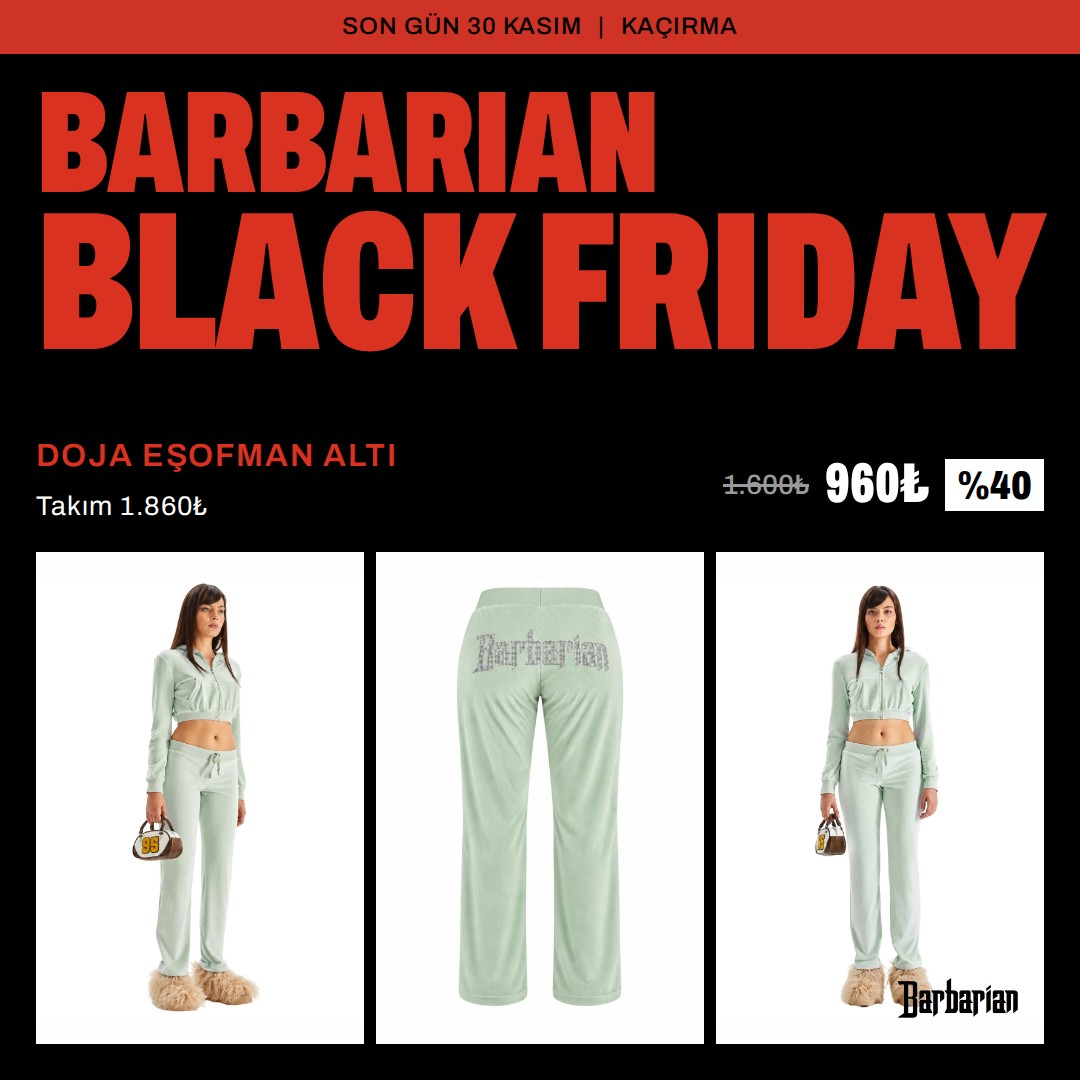 SON GÜN 30 KASIM | KAÇIRMA
BARBARIAN
BLACK FRIDAY
DOJA EŞOFMAN ALTI
Takım 1.860₺
1.600₺ 960₺ %40
95
Barbarian
Barbarian